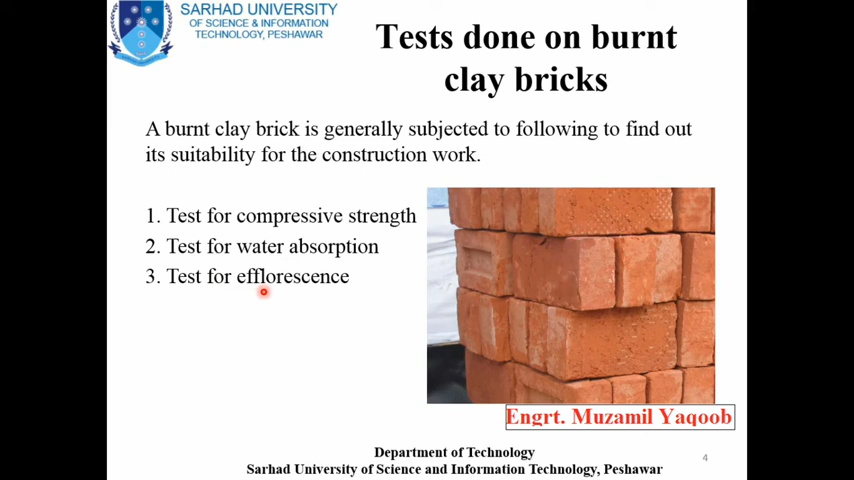 SARHAD UNIVERSITY
OF SCIENCE & INFORMATION
TECHNOLOGY, PESHAWAR
Tests done on burnt
clay bricks
A burnt clay brick is generally subjected to following to find out
its suitability for the construction work.
1. Test for compressive strength
2. Test for water absorption
3. Test for efflorescence
Engrt. Muzamil Yaqoob
Department of Technology
Sarhad University of Science and Information Technology, Peshawar
4